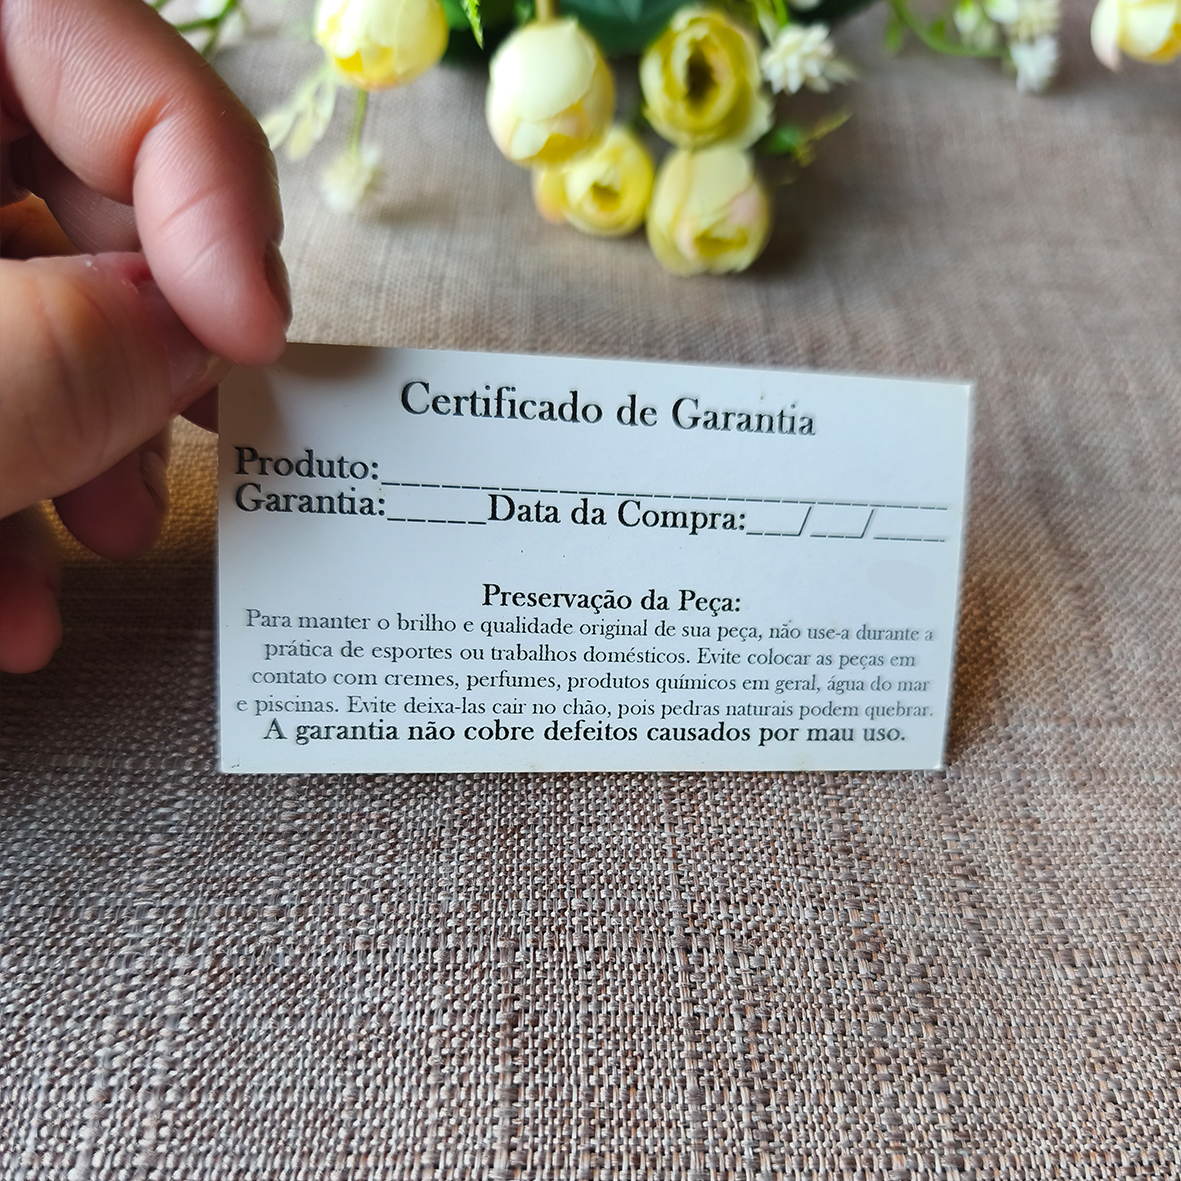 Certificado de Garantia
Produto:____________________________
Garantia:_____Data da Compra:___/___/____
Preservação da Peça:
Para manter o brilho e qualidade original de sua peça, não use-a durante a
prática de esportes ou trabalhos domésticos. Evite colocar as peças em
contato com cremes, perfumes, produtos químicos em geral, água do mar
e piscinas. Evite deixa-las cair no chão, pois pedras naturais podem quebrar.
A garantia não cobre defeitos causados por mau uso.